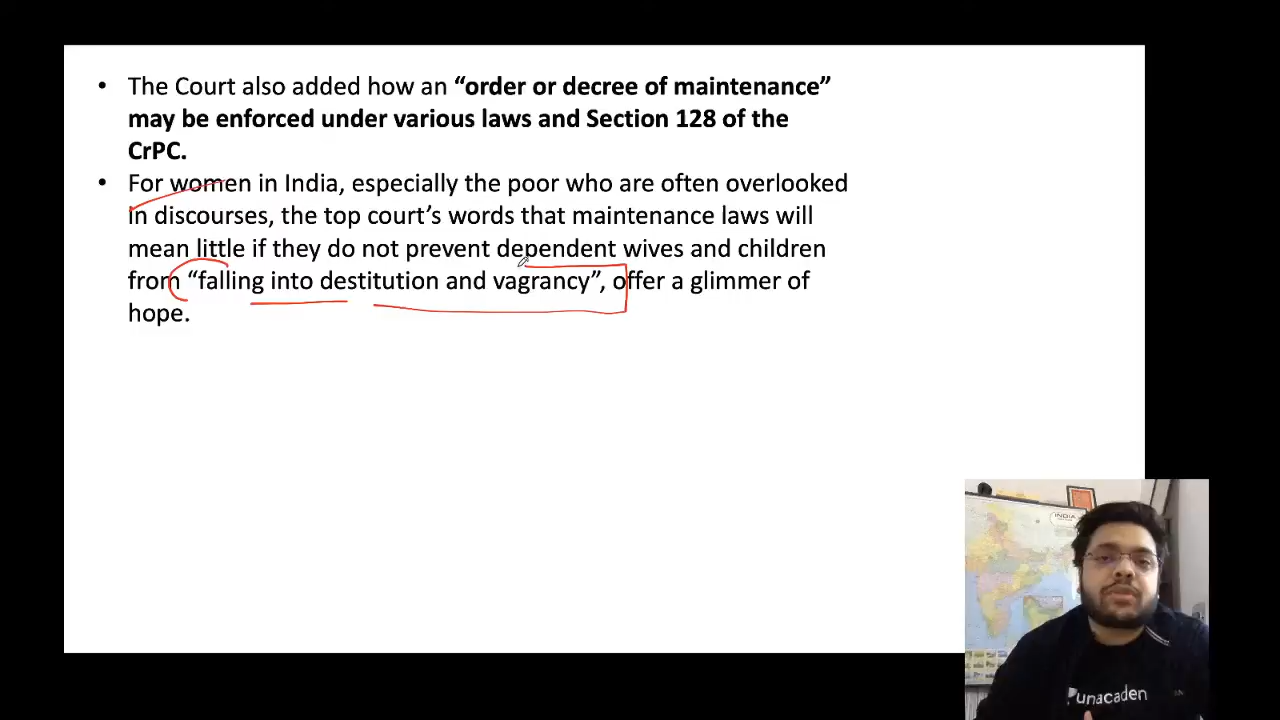 • The Court also added how an “order or decree of maintenance”
may be enforced under various laws and Section 128 of the
CrPC.
• For women in India, especially the poor who are often overlooked
in discourses, the top court’s words that maintenance laws will
mean little if they do not prevent dependent wives and children
from “falling into destitution and vagrancy”, offer a glimmer of
hope.
INDIA
unacaden